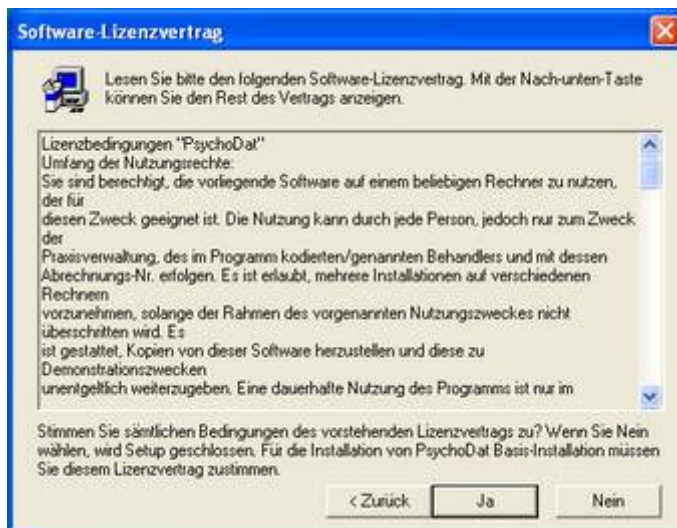 Software-Lizenzvertrag
Lesen Sie bitte den folgenden Software-Lizenzvertrag. Mit der Nach-unten-Taste
können Sie den Rest des Vertrags anzeigen.
Lizenzbedingungen "PsychoDat"
Umfang der Nutzungsrechte:
Sie sind berechtigt, die vorliegende Software auf einem beliebigen Rechner zu nutzen,
der für
diesen Zweck geeignet ist. Die Nutzung kann durch jede Person, jedoch nur zum Zweck
der
Praxisverwaltung, des im Programm kodierten/genannten Behandlers und mit dessen
Abrechnungs-Nr. erfolgen. Es ist erlaubt, mehrere Installationen auf verschiedenen
Rechnern
vorzunehmen, solange der Rahmen des vorgenannten Nutzungszweckes nicht
überschritten wird. Es
ist gestattet, Kopien von dieser Software herzustellen und diese zu
Demonstrationszwecken
unentgeltlich weiterzugeben. Eine dauerhafte Nutzung des Programms ist nur im
Stimmen Sie sämtlichen Bedingungen des vorstehenden Lizenzvertrags zu? Wenn Sie Nein
wählen, wird Setup geschlossen. Für die Installation von PsychoDat Basis-Installation müssen
Sie diesem Lizenzvertrag zustimmen.
< Zurück
Ja
Nein